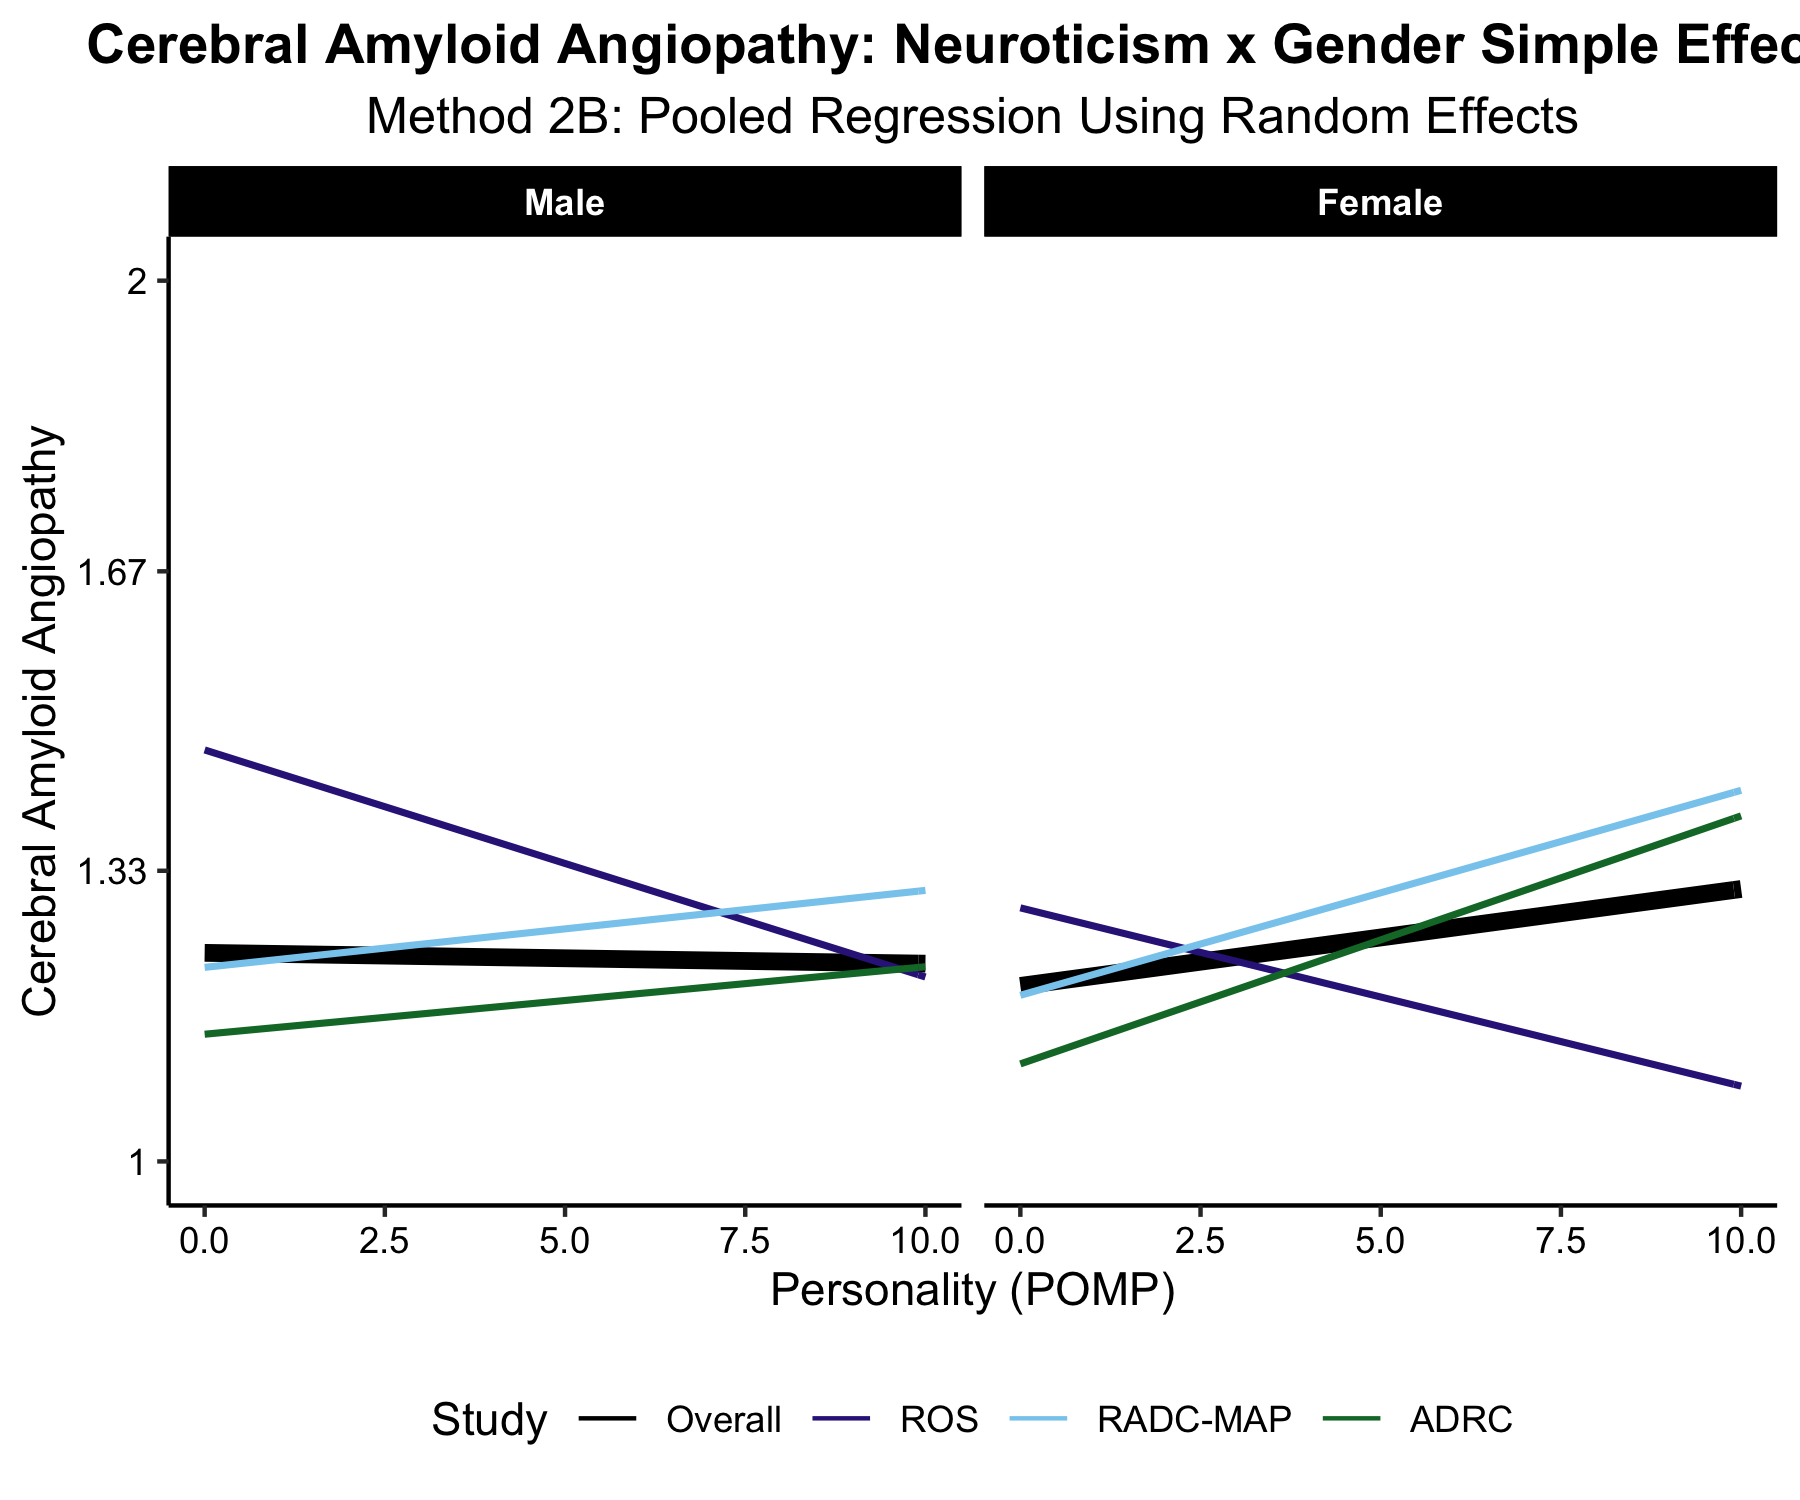 Cerebral Amyloid Angiopathy: Neuroticism x Gender Simple Effec
Method 2B: Pooled Regression Using Random Effects
Male
Female
Cerebral Amyloid Angiopathy
2
1.67
1.33
1
0.0 2.5 5.0 7.5 10.0
0.0 2.5 5.0 7.5 10.0
Personality (POMP)
Study Overall ROS RADC-MAP ADRC